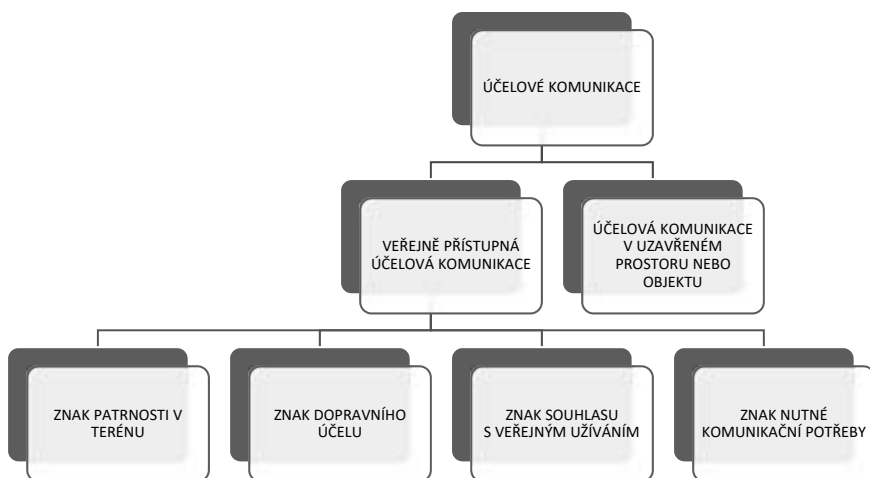 ÚČELOVÉ KOMUNIKACE
VEŘEJNĚ PŘÍSTUPNÁ
ÚČELOVÁ KOMUNIKACE
ÚČELOVÁ KOMUNIKACE
V UZAVŘENÉM
PROSTORU NEBO
OBJEKTU
ZNAK PATRNOSTI V
TERÉNU
ZNAK DOPRAVNÍHO
ÚČELU
ZNAK SOUHLASU
S VEŘEJNÝM UŽÍVÁNÍM
ZNAK NUTNÉ
KOMUNIKAČNÍ POTŘEBY